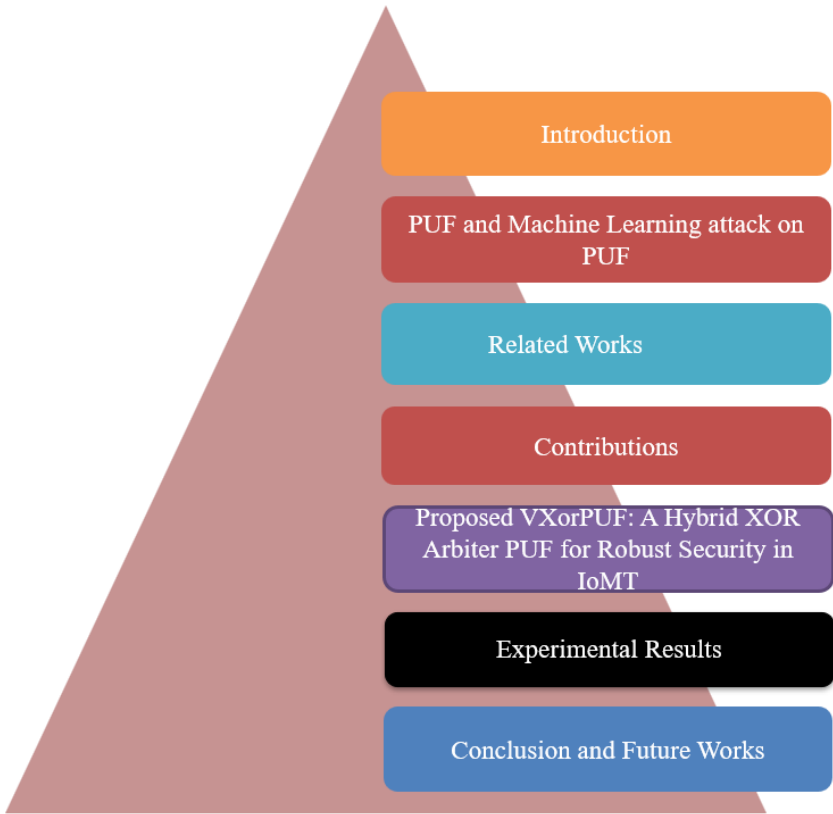 Introduction
PUF and Machine Learning attack on
PUF
Related Works
Contributions
Proposed VXorPUF: A Hybrid XOR
Arbiter PUF for Robust Security in
IoMT
Experimental Results
Conclusion and Future Works